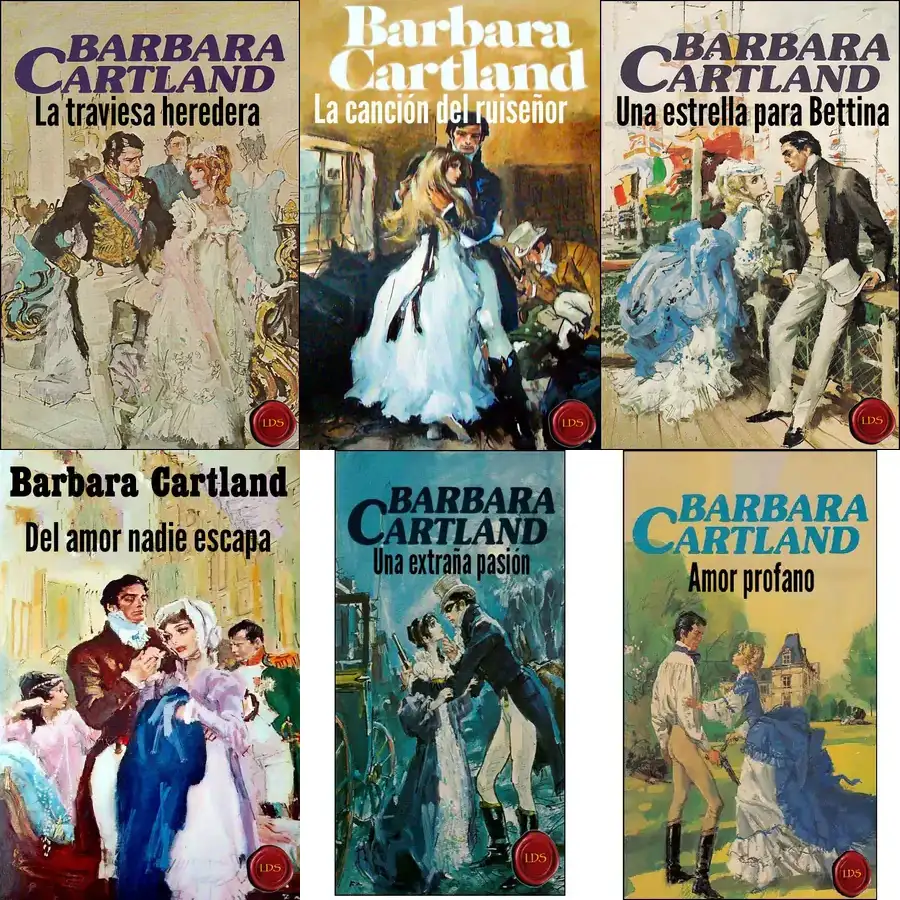 BARBARA
CARTLAND
La traviesa heredera
LDS
Barbara
Cartland
La canción del ruiseñor
LDS
BARBARA
CARTLAND
Una estrella para Bettina
LDS
Barbara Cartland
Del amor nadie escapa
LDS
BARBARA
CARTLAND
Una extraña pasión
LDS
BARBARA
CARTLAND
Amor profano
LDS